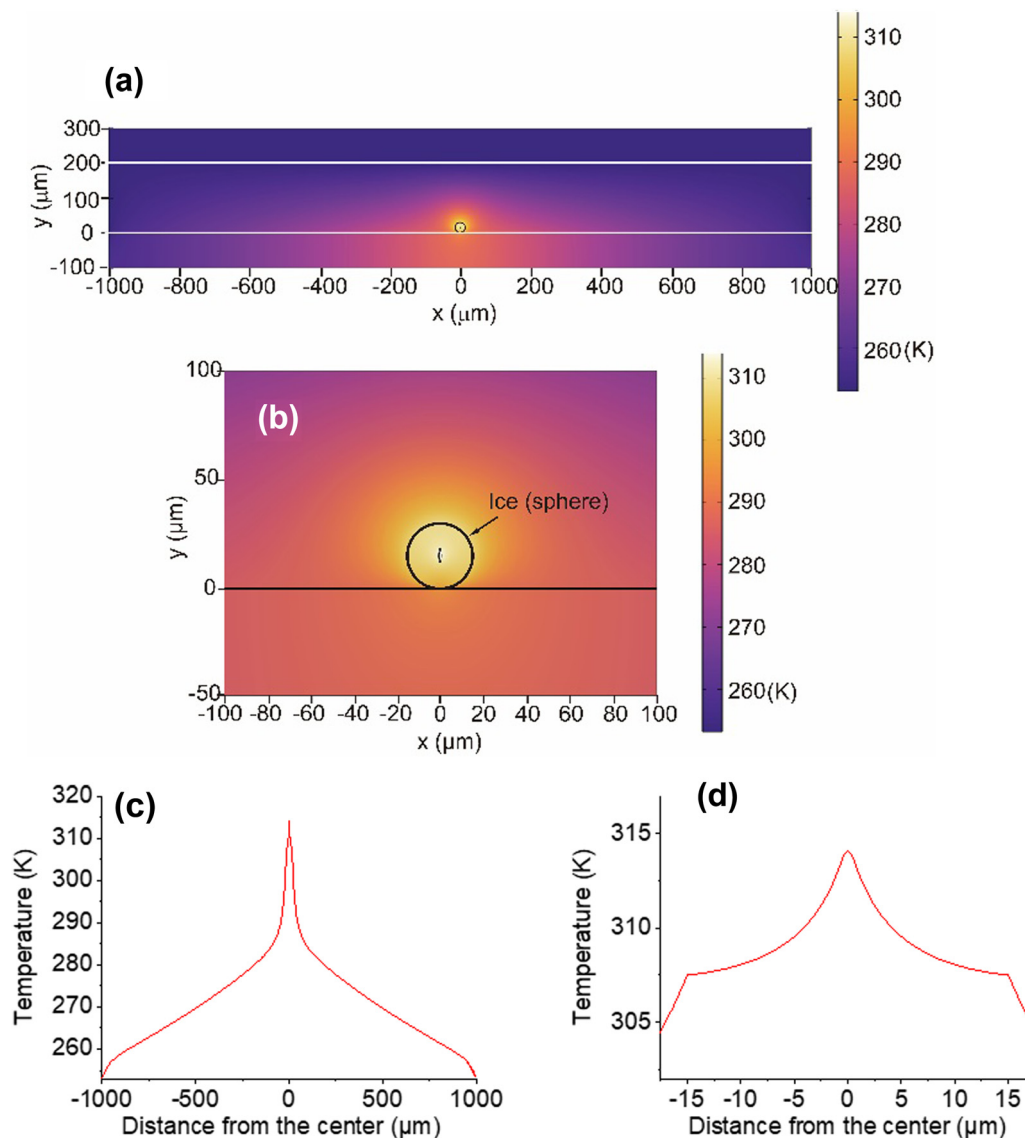 (a)
y (µm)
300
200
100
0
-100
-1000 -800 -600 -400 -200 0 200 400 600 800 1000
x (µm)
310
300
290
280
270
260(K)
(b)
y (µm)
100
50
0
-50
Ice (sphere)
-100 -80 -60 -40 -20 0 20 40 60 80 100
x (µm)
310
300
290
280
270
260(K)
(c)
Temperature (K)
320
310
300
290
280
270
260
-1000 -500 0 500 1000
Distance from the center (µm)
(d)
Temperature (K)
315
310
305
-15 -10 -5 0 5 10 15
Distance from the center (µm)